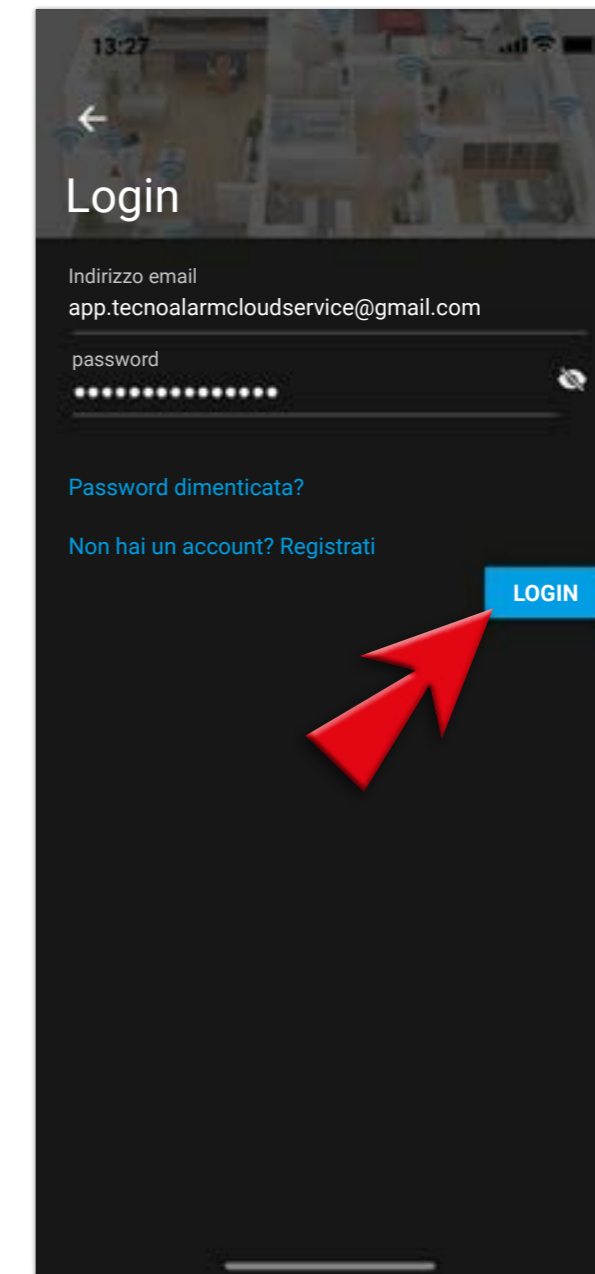 13:27
Login
Indirizzo email
app.tecnoalarmcloudservice@gmail.com
password
•••••••••••••••
Password dimenticata?
Non hai un account? Registrati
LOGIN